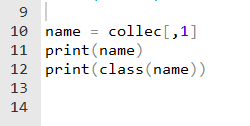 9
10 name = collec[,1]
11 print(name)
12 print(class(name))
13
14